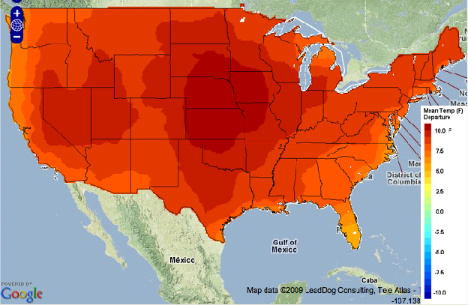 Mean Temp (F)
Departure
10.0 F
7.5
5.0
2.5
0.0
-2.5
-5.0
-7.5
-10.0
District of
Columbia
Gulf of
Mexico
México
Cuba
POWERED BY
Google
Map data ©2009 LeadDog Consulting, Tele Atlas -
-107.138